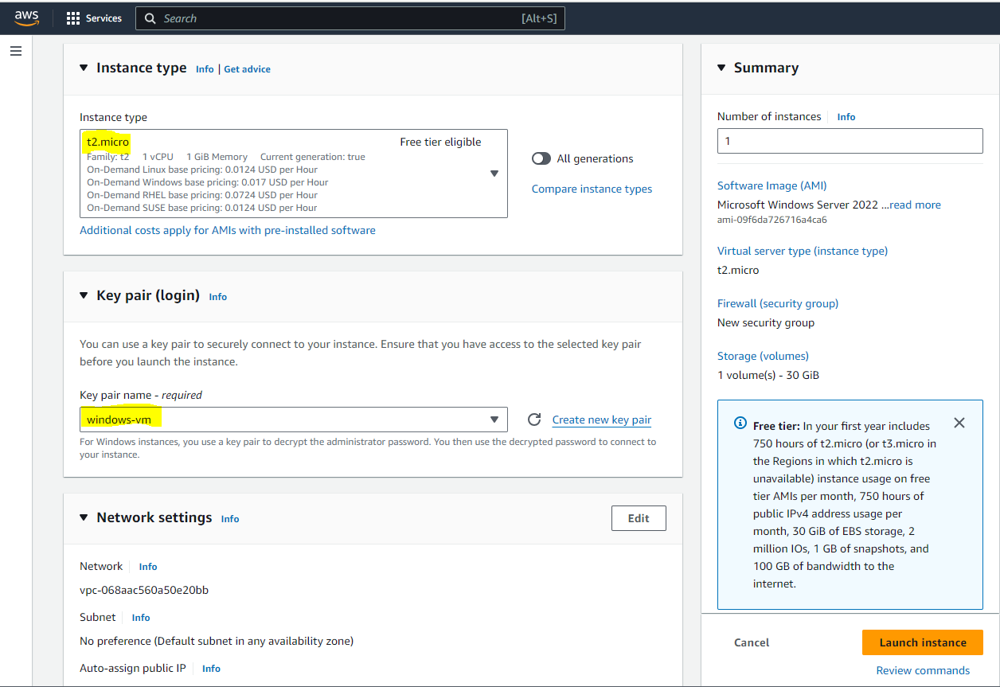 aws
Services
Search
[Alt+S]
Instance type Info | Get advice
Instance type
t2.micro Free tier eligible
Family: t2 1 vCPU 1 GiB Memory Current generation: true
On-Demand Linux base pricing: 0.0124 USD per Hour
On-Demand Windows base pricing: 0.017 USD per Hour
On-Demand RHEL base pricing: 0.0724 USD per Hour
On-Demand SUSE base pricing: 0.0124 USD per Hour
All generations
Compare instance types
Additional costs apply for AMIs with pre-installed software
Key pair (login) Info
You can use a key pair to securely connect to your instance. Ensure that you have access to the selected key pair
before you launch the instance.
Key pair name - required
windows-vm
Create new key pair
For Windows instances, you use a key pair to decrypt the administrator password. You then use the decrypted password to connect to
your instance.
Network settings Info
Edit
Network Info
vpc-068aac560a50e20bb
Subnet Info
No preference (Default subnet in any availability zone)
Auto-assign public IP Info
Summary
Number of instances Info
1
Software Image (AMI)
Microsoft Windows Server 2022 ...read more
ami-09f6da726716a4ca6
Virtual server type (instance type)
t2.micro
Firewall (security group)
New security group
Storage (volumes)
1 volume(s) - 30 GiB
Free tier: In your first year includes
750 hours of t2.micro (or t3.micro in
the Regions in which t2.micro is
unavailable) instance usage on free
tier AMIs per month, 750 hours of
public IPv4 address usage per
month, 30 GiB of EBS storage, 2
million IOs, 1 GB of snapshots, and
100 GB of bandwidth to the
internet.
Cancel
Launch instance
Review commands